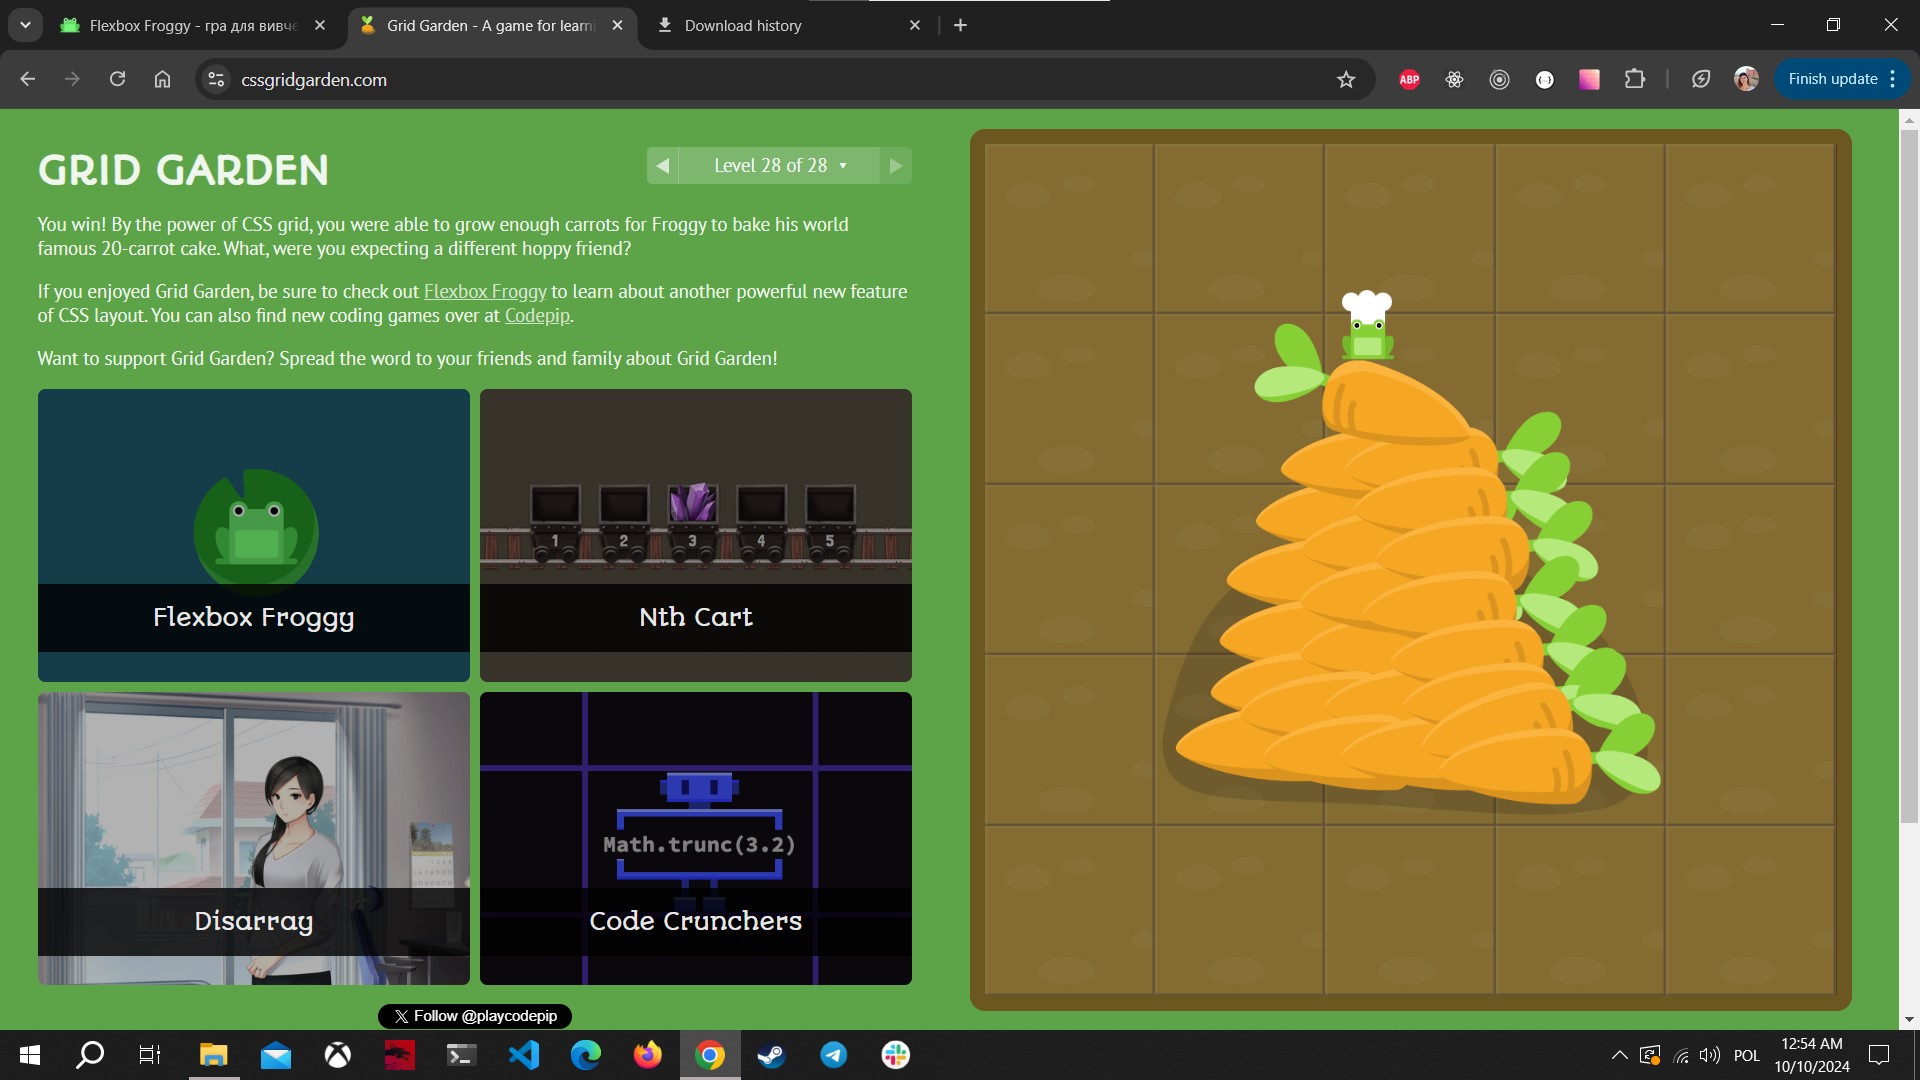 Flexbox Froggy - гра для вивче
Grid Garden - A game for learni
Download history
cssgridgarden.com
ABP
Finish update
GRID GARDEN
Level 28 of 28
You win! By the power of CSS grid, you were able to grow enough carrots for Froggy to bake his world
famous 20-carrot cake. What, were you expecting a different hoppy friend?
If you enjoyed Grid Garden, be sure to check out Flexbox Froggy to learn about another powerful new feature
of CSS layout. You can also find new coding games over at Codepip.
Want to support Grid Garden? Spread the word to your friends and family about Grid Garden!
1 2 3 4 5
Flexbox Froggy
Nth Cart
Math.trunc(3.2)
Disarray
Code Crunchers
Follow @playcodepip
POL
12:54 AM
10/10/2024